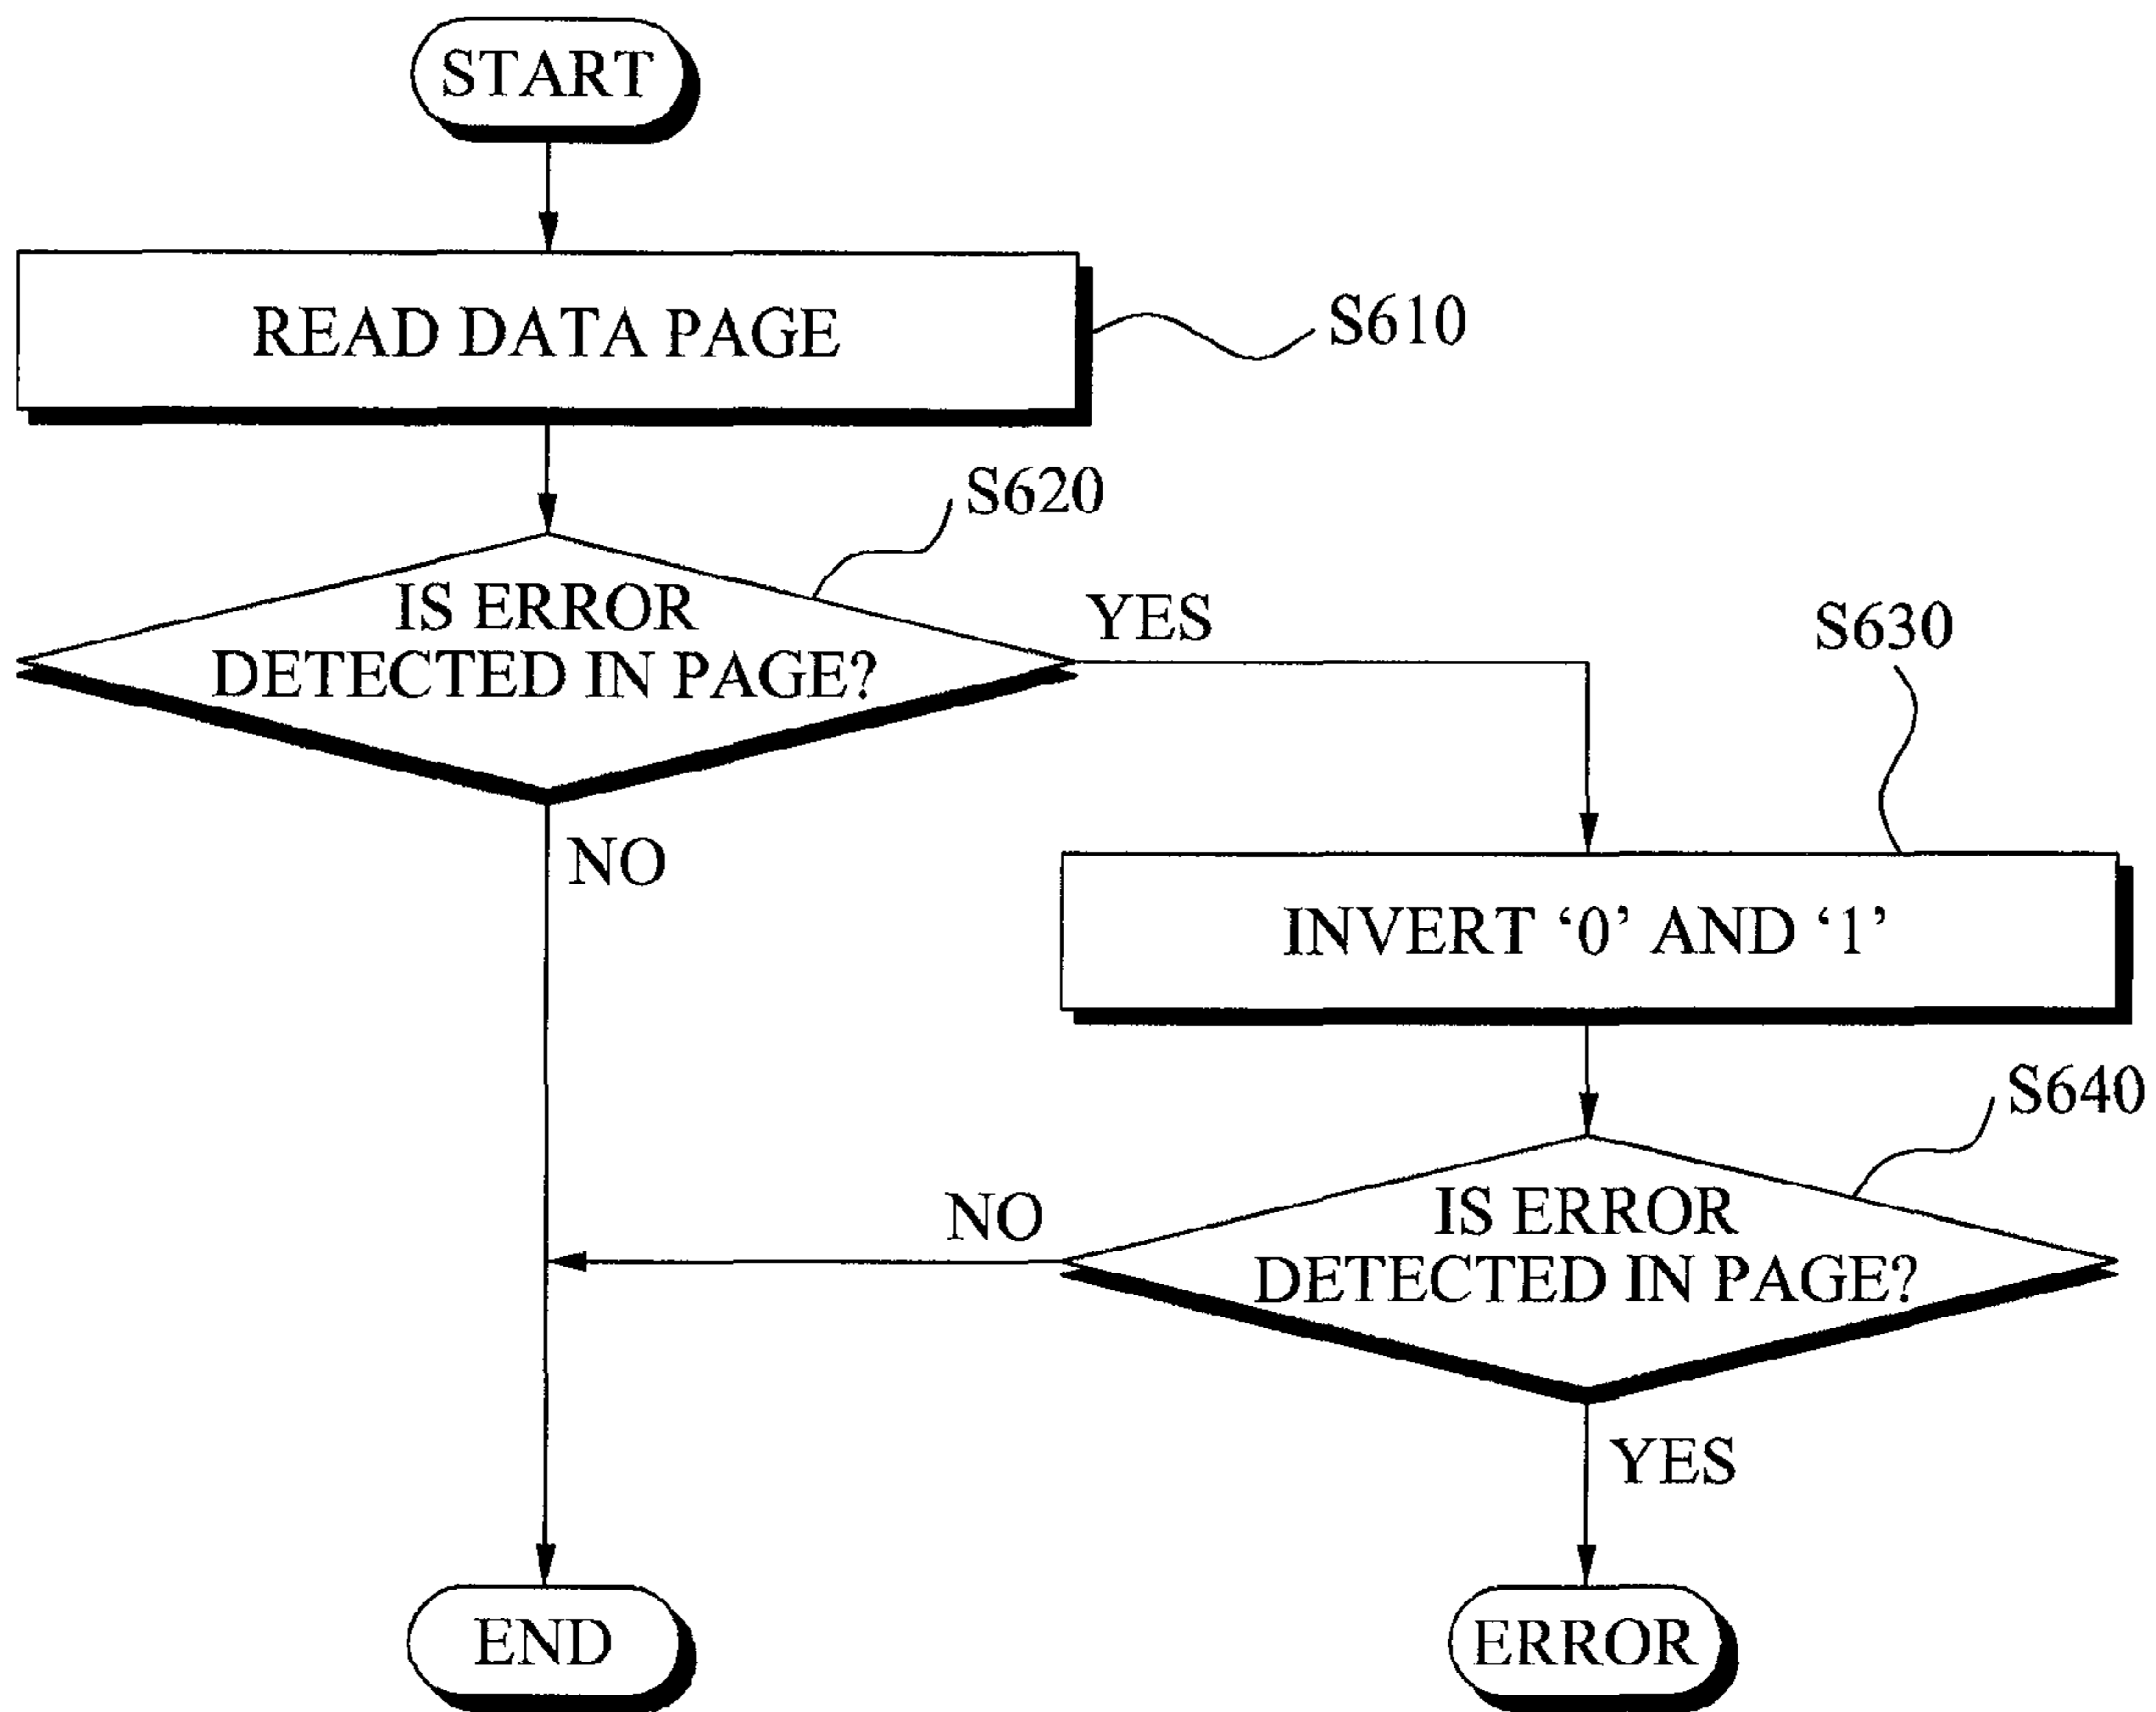 START
READ DATA PAGE
S610
S620
IS ERROR
DETECTED IN PAGE?
YES
NO
S630
INVERT ‘0’ AND ‘1’
S640
IS ERROR
DETECTED IN PAGE?
NO
YES
END
ERROR